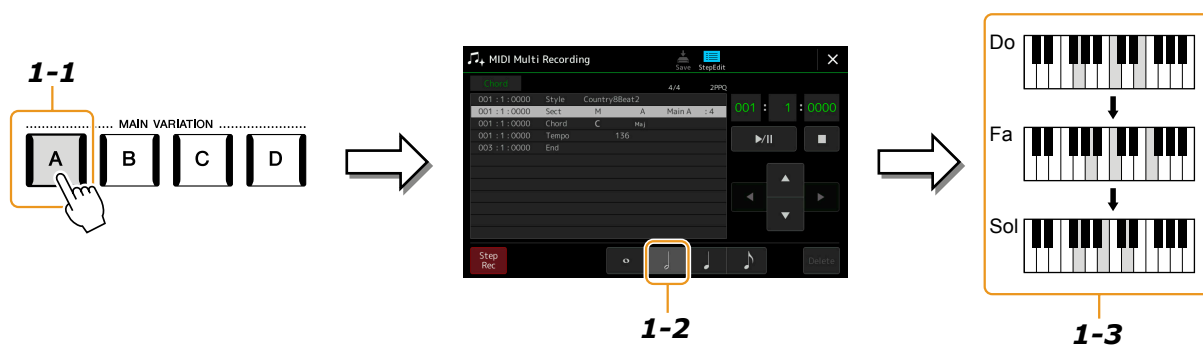 1-1
MAIN VARIATION
A B C D
MIDI Multi Recording
Save
StepEdit
Chord
4/4 2PPQ
001 : 1 : 0000 Style Country8Beat2
001 : 1 : 0000 Sect M A Main A : 4
001 : 1 : 0000 Chord C Maj
001 : 1 : 0000 Tempo 136
003 : 1 : 0000 End
001 : 1 : 0000
Step
Rec
Delete
1-2
Do
Fa
Sol
1-3